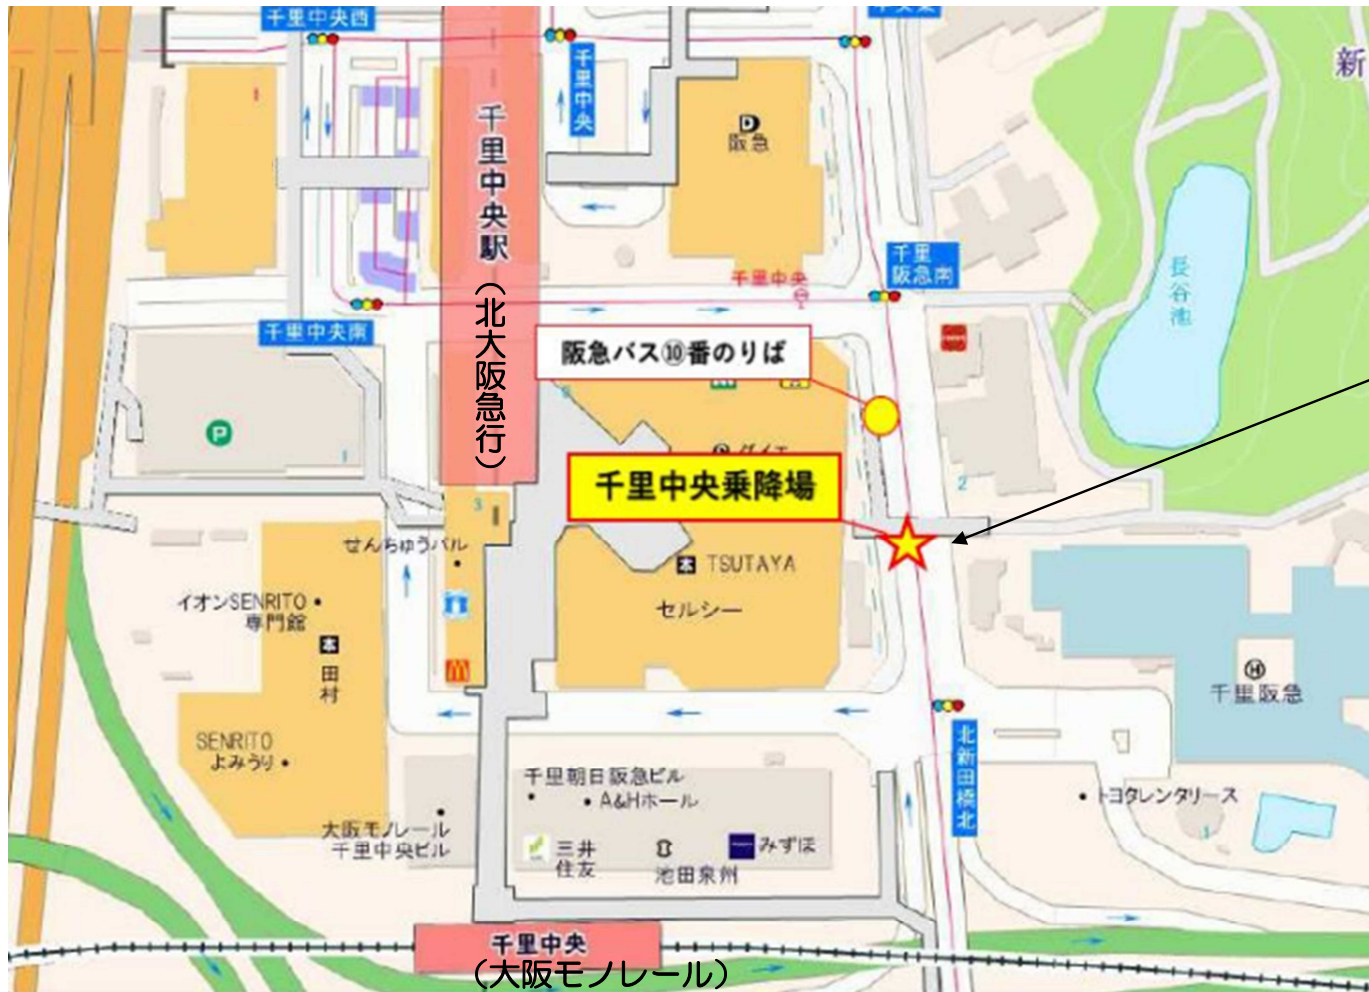 千里中央西
千里中央
新
D
阪急
千里中央駅
(北大阪急行)
千里
阪急南
千里中央
長谷池
千里中央南
阪急バス⑩番のりば
P
千里中央乗降場
2
3
せんちゅうパル
本 TSUTAYA
セルシー
イオンSENRITO
専門館
本
田村
H
千里阪急
SENRITO
よみうり
北新田橋北
千里朝日阪急ビル
A&Hホール
トヨタレンタリース
1
大阪モノレール
千里中央ビル
三井
住友
池田泉州
みずほ
千里中央
(大阪モノレール)